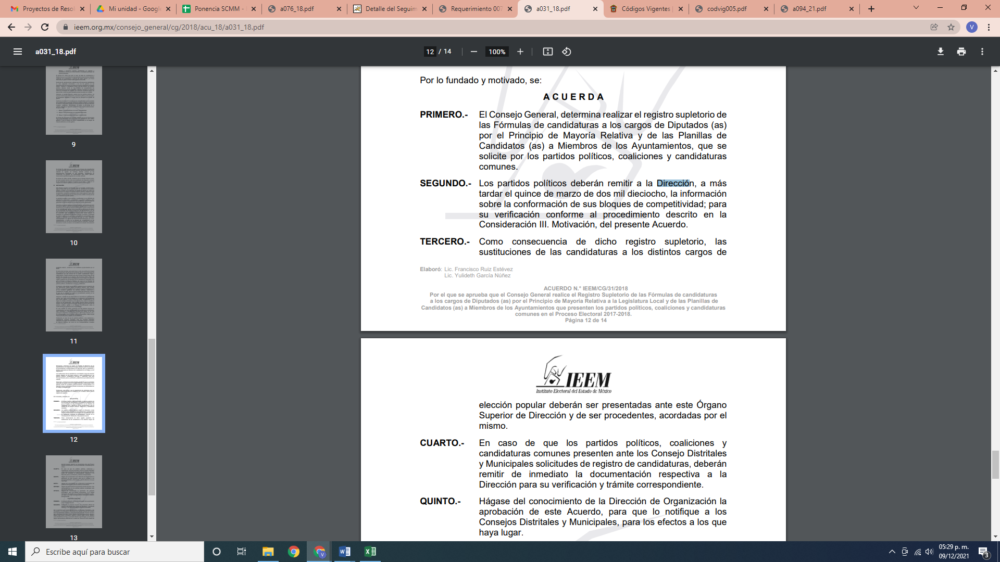 Proyectos de Resol
Mi unidad - Google
Ponencia SCMM -
a076_18.pdf
Detalle del Seguim
Requerimiento 007
a031_18.pdf
Códigos Vigentes
codvig005.pdf
a094_21.pdf
ieem.org.mx/consejo_general/cg/2018/acu_18/a031_18.pdf
V
a031_18.pdf
12 / 14
100%
9
10
11
12
13
Por lo fundado y motivado, se:
A C U E R D A
PRIMERO.- El Consejo General, determina realizar el registro supletorio de
las Fórmulas de candidaturas a los cargos de Diputados (as)
por el Principio de Mayoría Relativa y de las Planillas de
Candidatos (as) a Miembros de los Ayuntamientos, que se
solicite por los partidos políticos, coaliciones y candidaturas
comunes.
SEGUNDO.- Los partidos políticos deberán remitir a la Dirección, a más
tardar el quince de marzo de dos mil dieciocho, la información
sobre la conformación de sus bloques de competitividad; para
su verificación conforme al procedimiento descrito en la
Consideración III. Motivación, del presente Acuerdo.
TERCERO.- Como consecuencia de dicho registro supletorio, las
sustituciones de las candidaturas a los distintos cargos de
Elaboró: Lic. Francisco Ruiz Estévez
Lic. Yulideth García Núñez
ACUERDO N.° IEEM/CG/31/2018
Por el que se aprueba que el Consejo General realice el Registro Supletorio de las Fórmulas de candidaturas
a los cargos de Diputados (as) por el Principio de Mayoría Relativa a la Legislatura Local y de las Planillas de
Candidatos (as) a Miembros de los Ayuntamientos que presenten los partidos políticos, coaliciones y candidaturas
comunes en el Proceso Electoral 2017-2018.
Página 12 de 14
IEEM
Instituto Electoral del Estado de México
elección popular deberán ser presentadas ante este Órgano
Superior de Dirección y de ser procedentes, acordadas por el
mismo.
CUARTO.- En caso de que los partidos políticos, coaliciones y
candidaturas comunes presenten ante los Consejo Distritales
y Municipales solicitudes de registro de candidaturas, deberán
remitir de inmediato la documentación respectiva a la
Dirección para su verificación y trámite correspondiente.
QUINTO.- Hágase del conocimiento de la Dirección de Organización la
aprobación de este Acuerdo, para que lo notifique a los
Consejos Distritales y Municipales, para los efectos a los que
haya lugar.
Escribe aquí para buscar
05:29 p. m.
09/12/2021
3